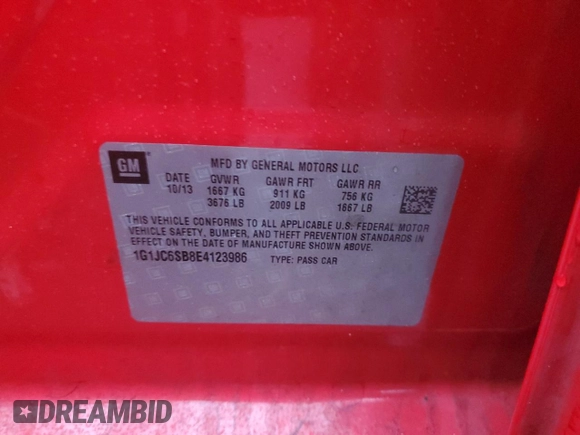 GM
MFD BY GENERAL MOTORS LLC
DATE GVWR GAWR FRT GAWR RR
10/13 1667 KG 911 KG 756 KG
3676 LB 2009 LB 1667 LB
THIS VEHICLE CONFORMS TO ALL APPLICABLE U.S. FEDERAL MOTOR
VEHICLE SAFETY, BUMPER, AND THEFT PREVENTION STANDARDS IN
EFFECT ON THE DATE OF MANUFACTURE SHOWN ABOVE.
1G1JC6SB8E4123986 TYPE: PASS CAR
DREAMBID